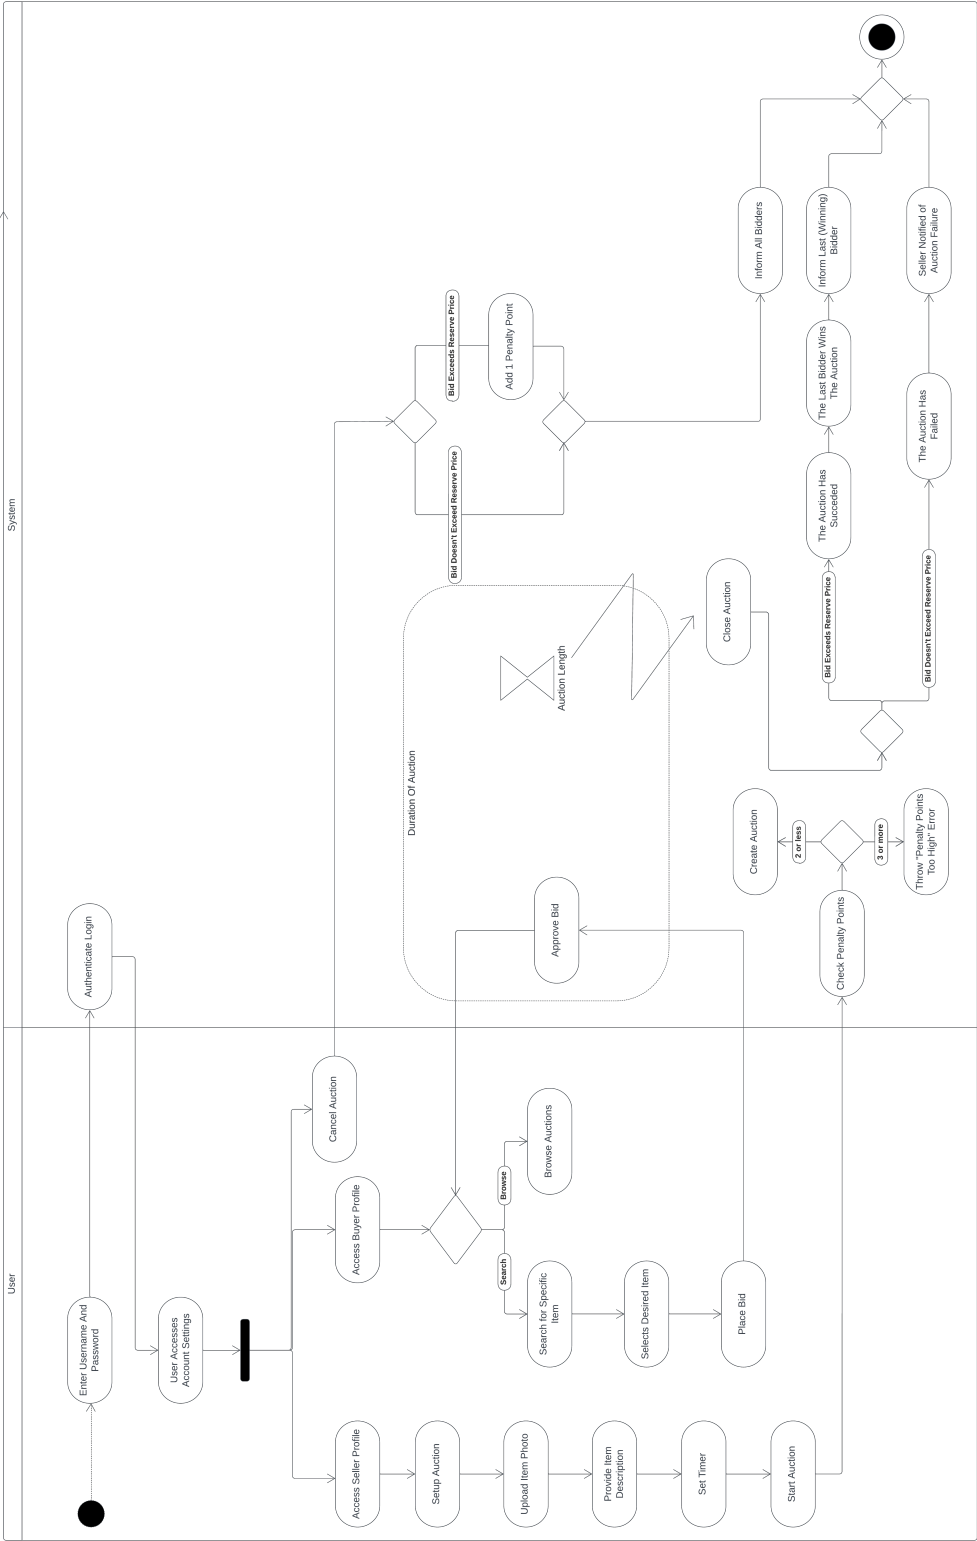 User
System
Enter Username And
Password
Authenticate Login
User Accesses
Account Settings
Access Seller Profile
Access Buyer Profile
Cancel Auction
Setup Auction
Upload Item Photo
Provide Item
Description
Set Timer
Start Auction
Search
Browse
Search for Specific
Item
Browse Auctions
Selects Desired Item
Place Bid
Duration Of Auction
Approve Bid
Auction Length
Bid Doesn't Exceed Reserve Price
Bid Exceeds Reserve Price
Add 1 Penalty Point
Close Auction
Check Penalty Points
2 or less
3 or more
Create Auction
Throw "Penalty Points
Too High" Error
Bid Exceeds Reserve Price
Bid Doesn't Exceed Reserve Price
The Auction Has
Succeded
The Last Bidder Wins
The Auction
Inform Last (Winning)
Bidder
The Auction Has
Failed
Seller Notified of
Auction Failure
Inform All Bidders